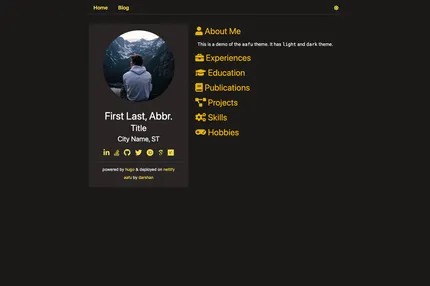 Home Blog
About Me
This is a demo of the aafu theme. It has light and dark theme.
Experiences
Education
Publications
Projects
Skills
Hobbies
First Last, Abbr.
Title
City Name, ST
powered by hugo & deployed on netlify
aafu by darshan